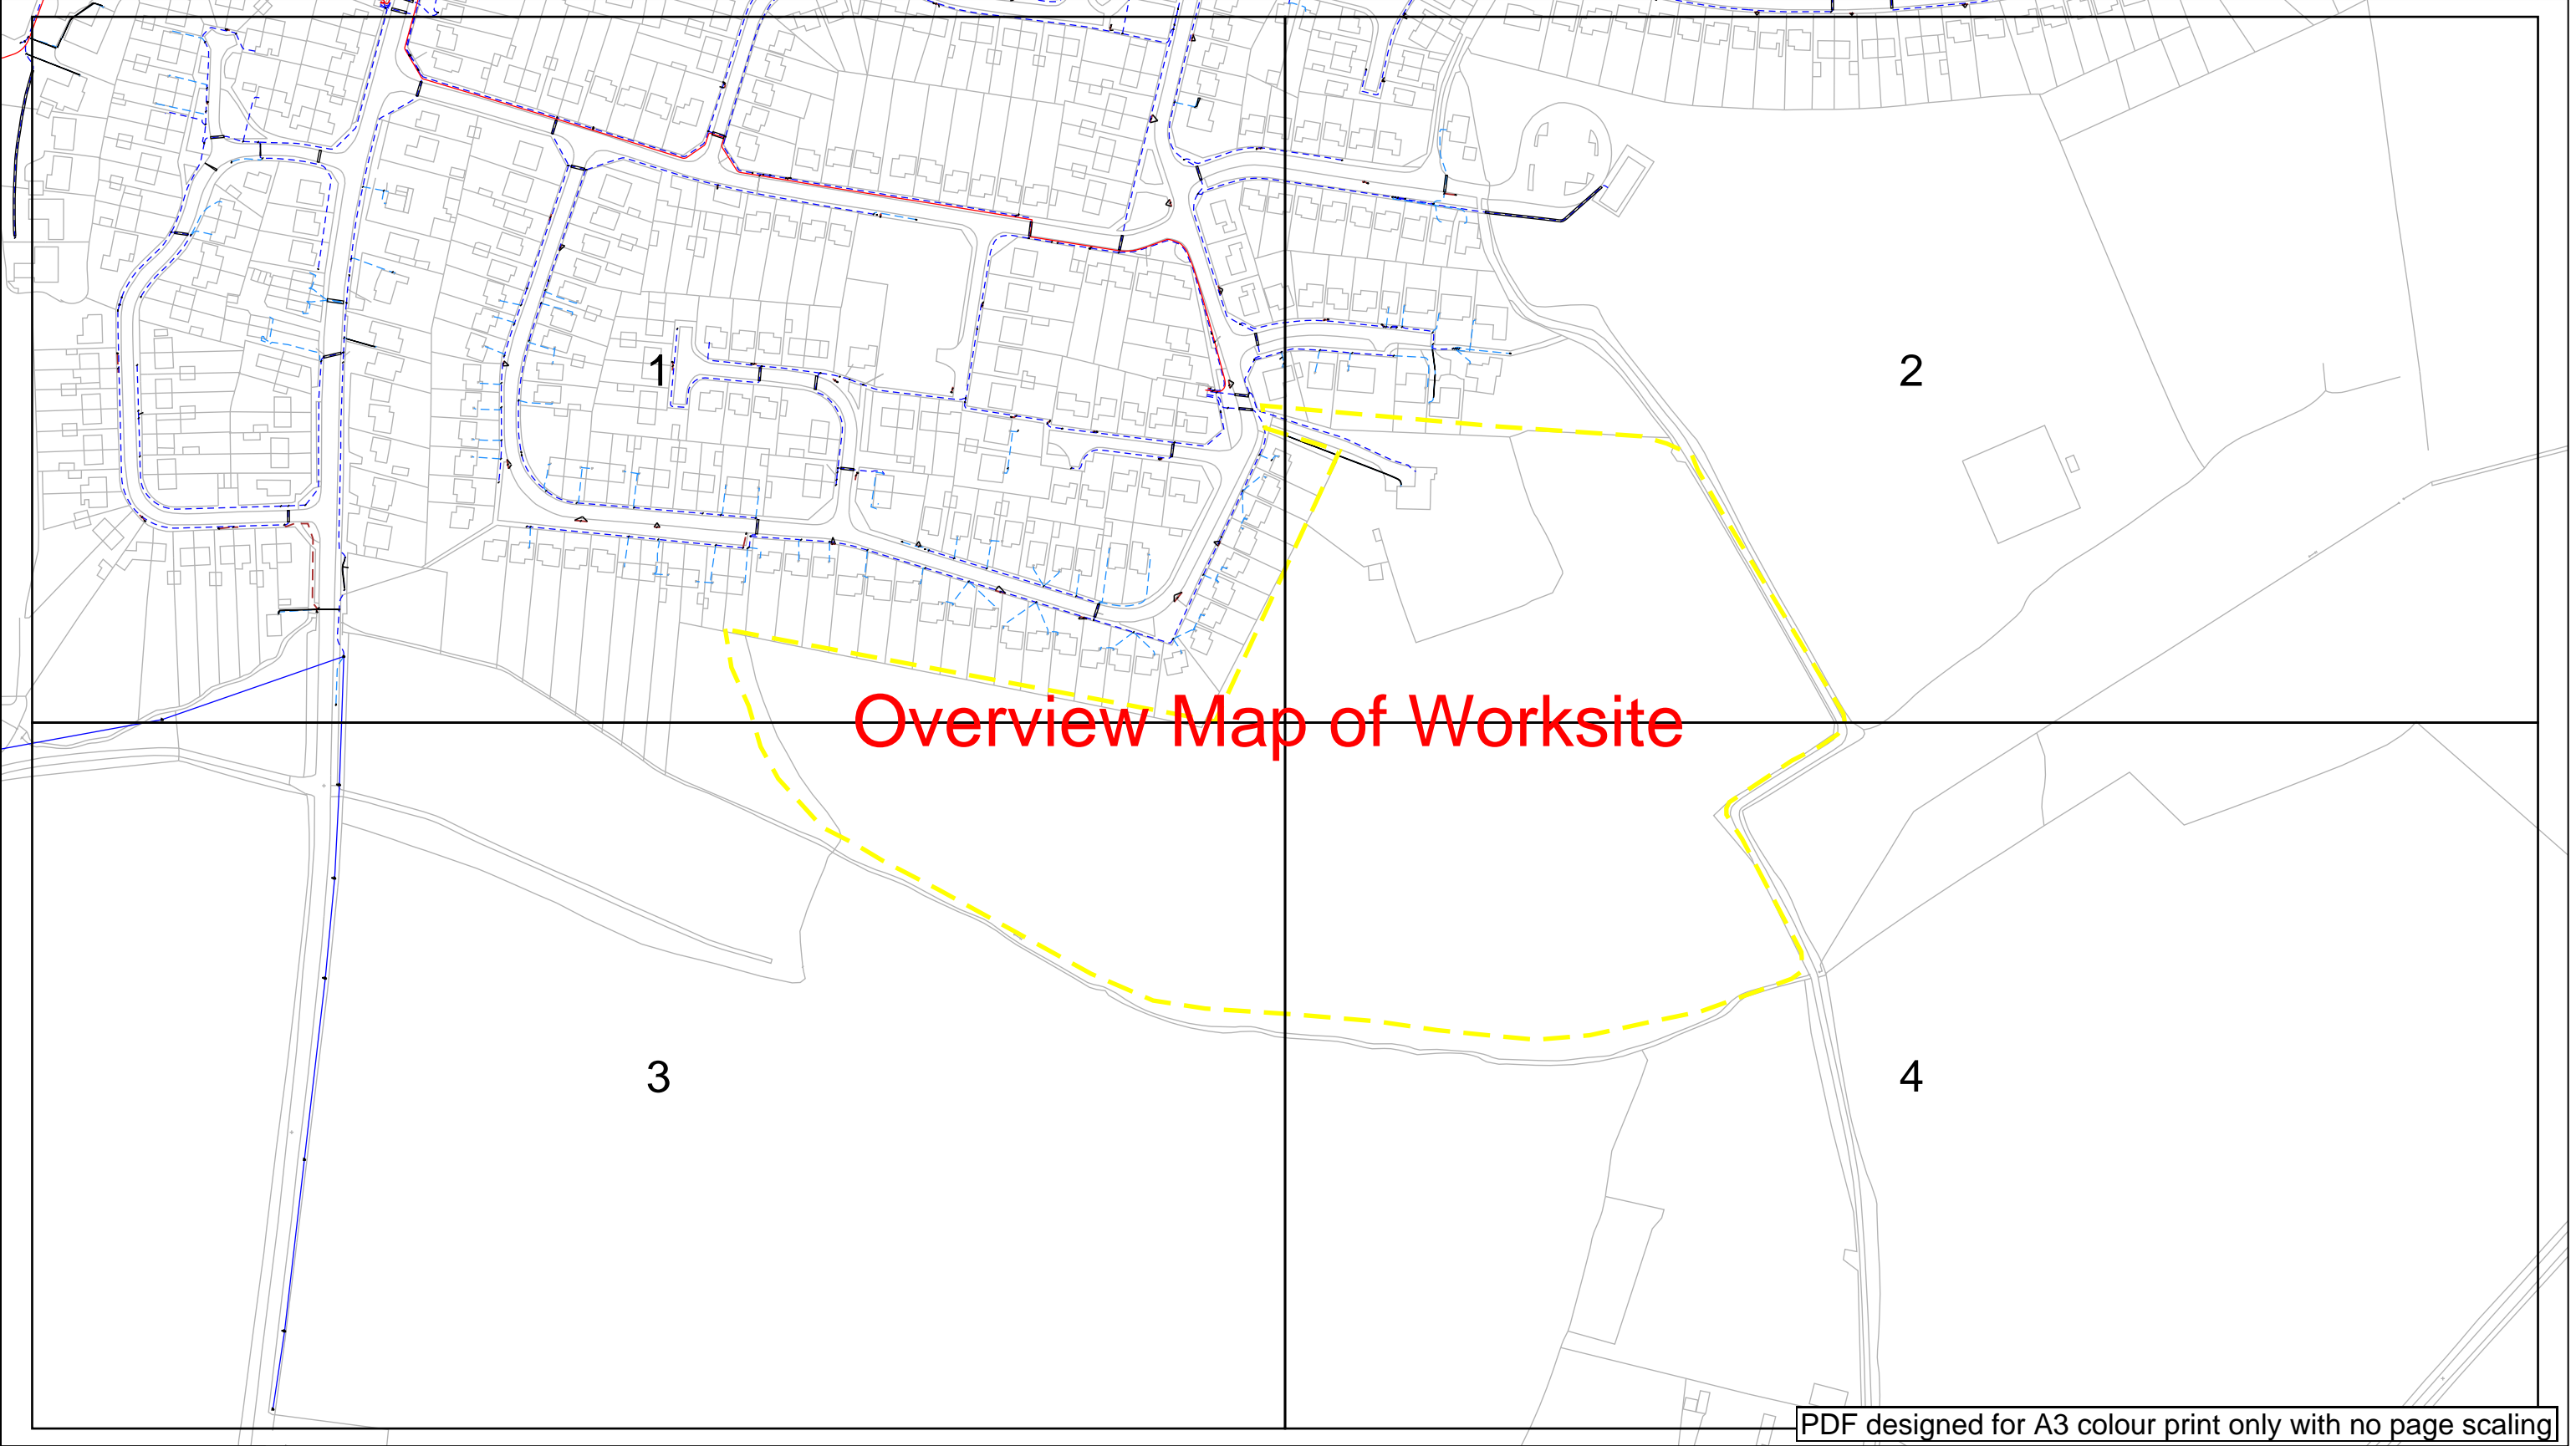 1
2
Overview Map of Worksite
3
4
PDF designed for A3 colour print only with no page scaling